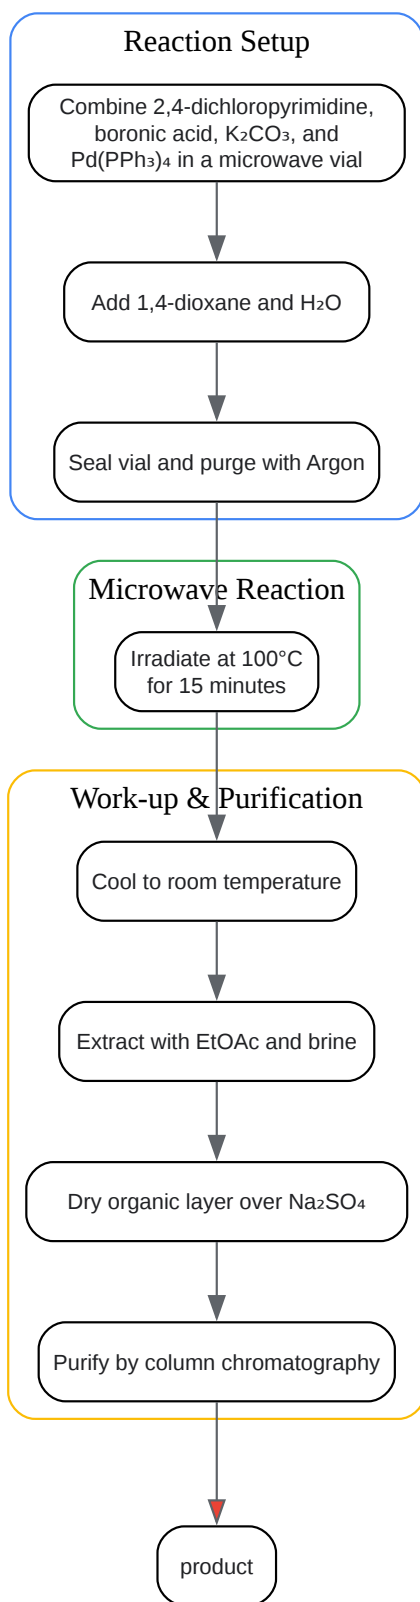 Reaction Setup
Combine 2,4-dichloropyrimidine,
boronic acid, K₂CO₃, and
Pd(PPh₃)₄ in a microwave vial
Add 1,4-dioxane and H₂O
Seal vial and purge with Argon
Microwave Reaction
Irradiate at 100°C
for 15 minutes
Work-up & Purification
Cool to room temperature
Extract with EtOAc and brine
Dry organic layer over Na₂SO₄
Purify by column chromatography
product